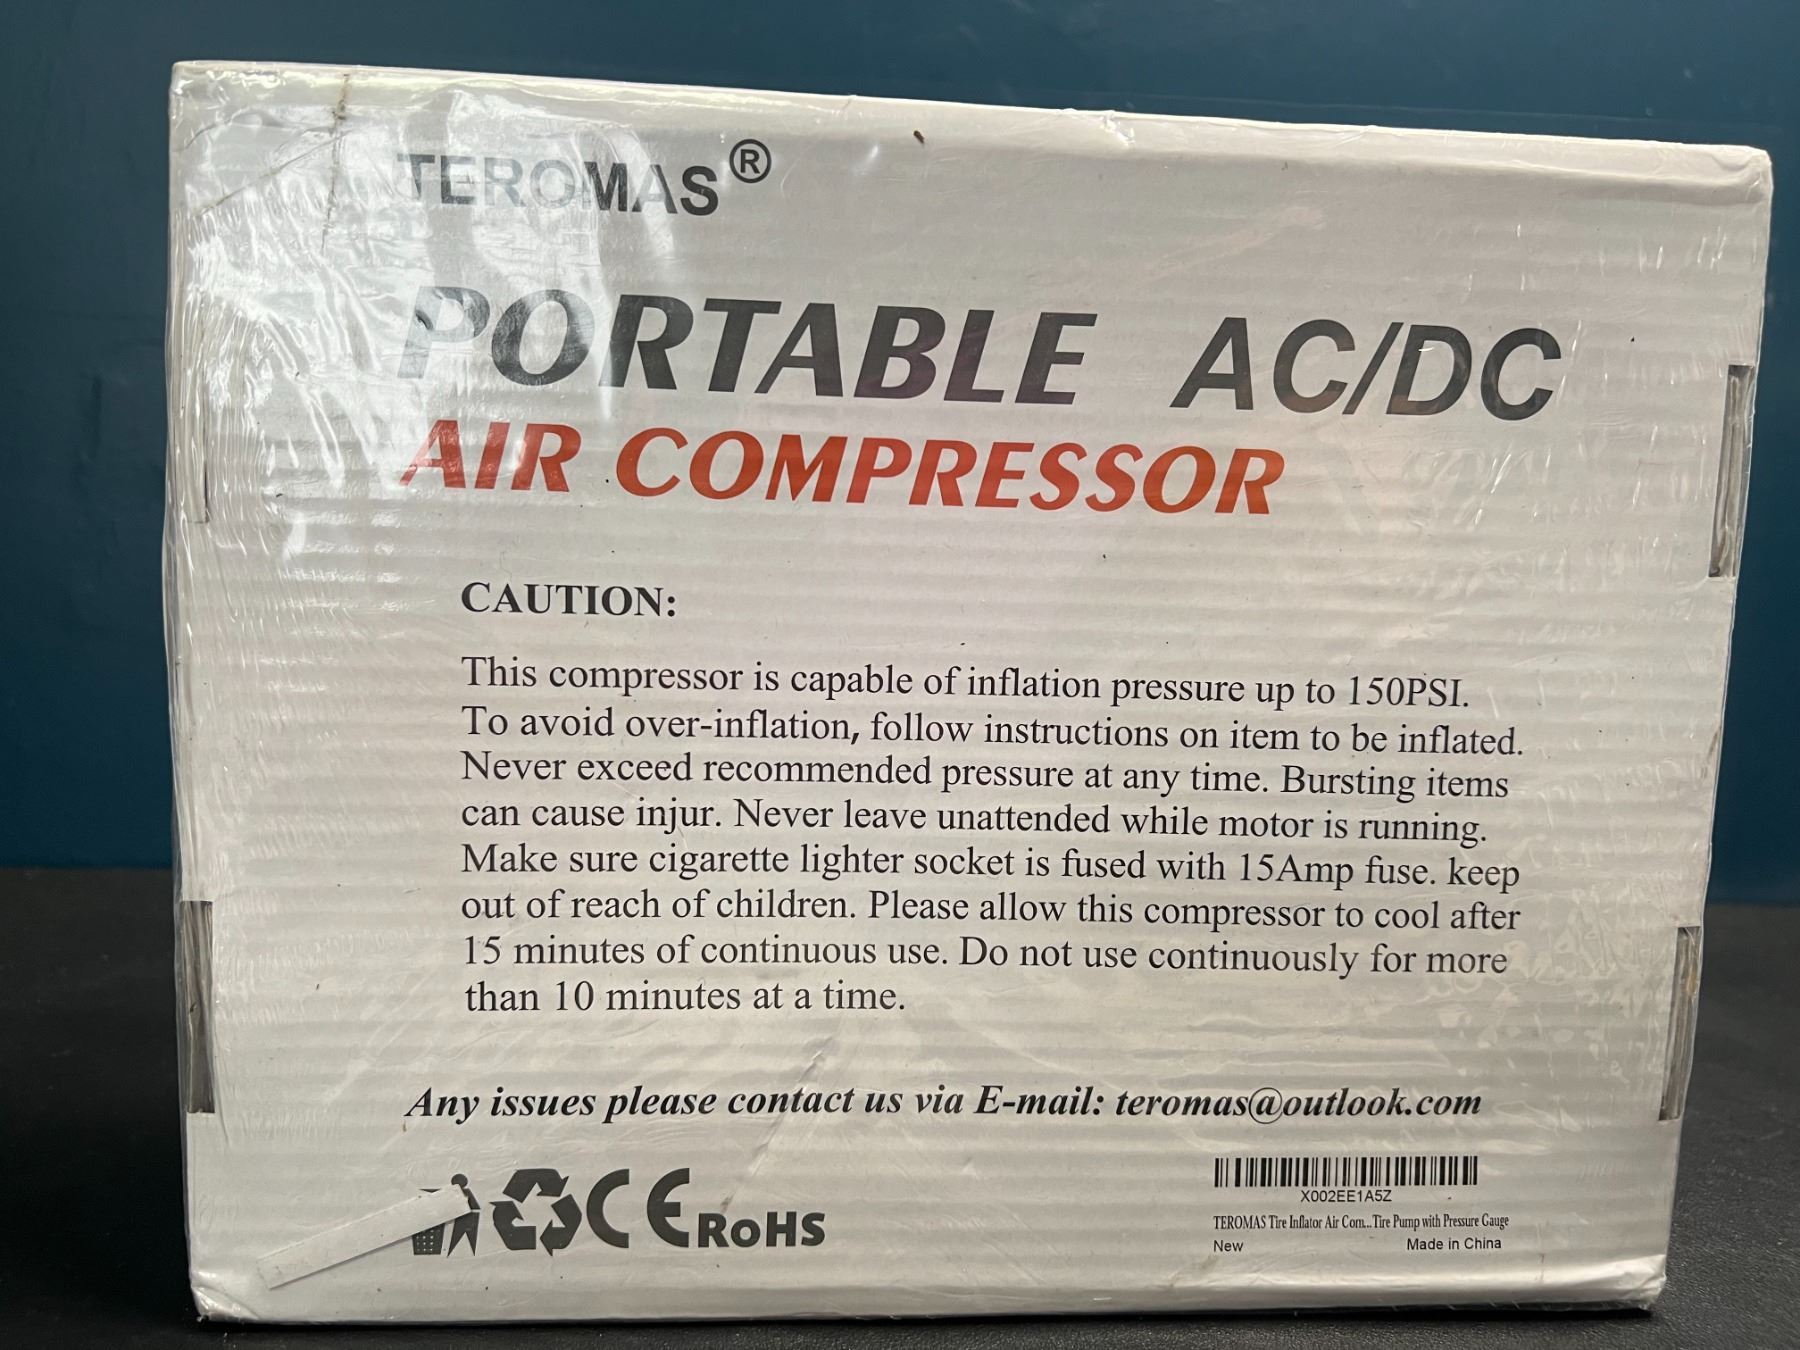 TEROMAS®
PORTABLE AC/DC
AIR COMPRESSOR
CAUTION:
This compressor is capable of inflation pressure up to 150PSI.
To avoid over-inflation, follow instructions on item to be inflated.
Never exceed recommended pressure at any time. Bursting items
can cause injur. Never leave unattended while motor is running.
Make sure cigarette lighter socket is fused with 15Amp fuse. keep
out of reach of children. Please allow this compressor to cool after
15 minutes of continuous use. Do not use continuously for more
than 10 minutes at a time.
Any issues please contact us via E-mail: teromas@outlook.com
CE RoHS
X002EE1A5Z
TEROMAS Tire Inflator Air Com...Tire Pump with Pressure Gauge
New Made in China